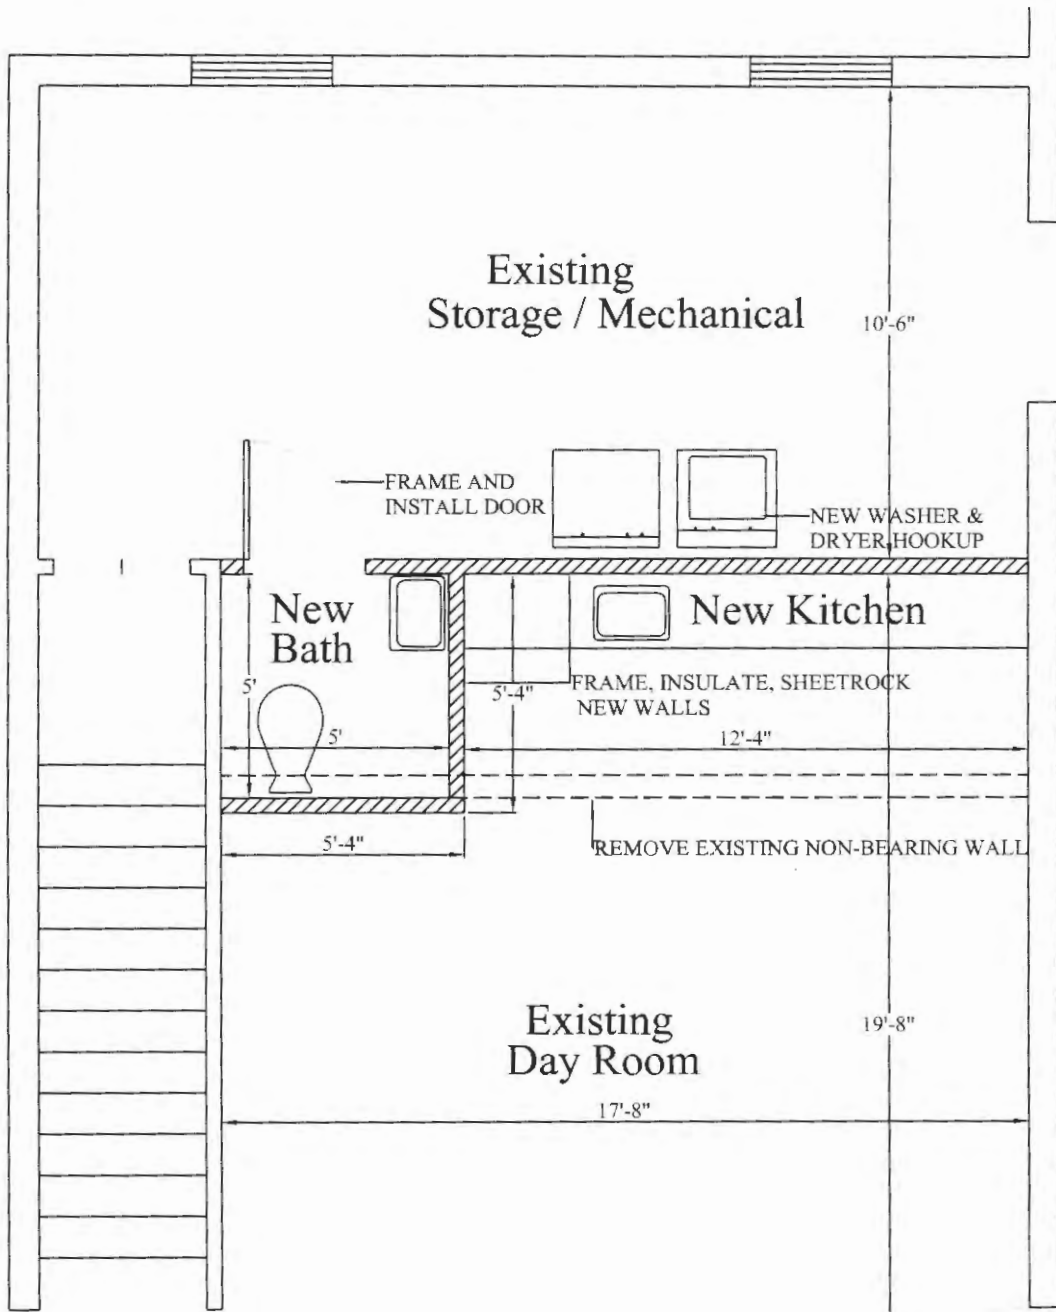 Existing
Storage / Mechanical
10'-6"
FRAME AND
INSTALL DOOR
NEW WASHER &
DRYER HOOKUP
New
Bath
New Kitchen
5'
5'-4"
FRAME, INSULATE, SHEETROCK
NEW WALLS
5'
12'-4"
5'-4"
REMOVE EXISTING NON-BEARING WALL
Existing
Day Room
19'-8"
17'-8"